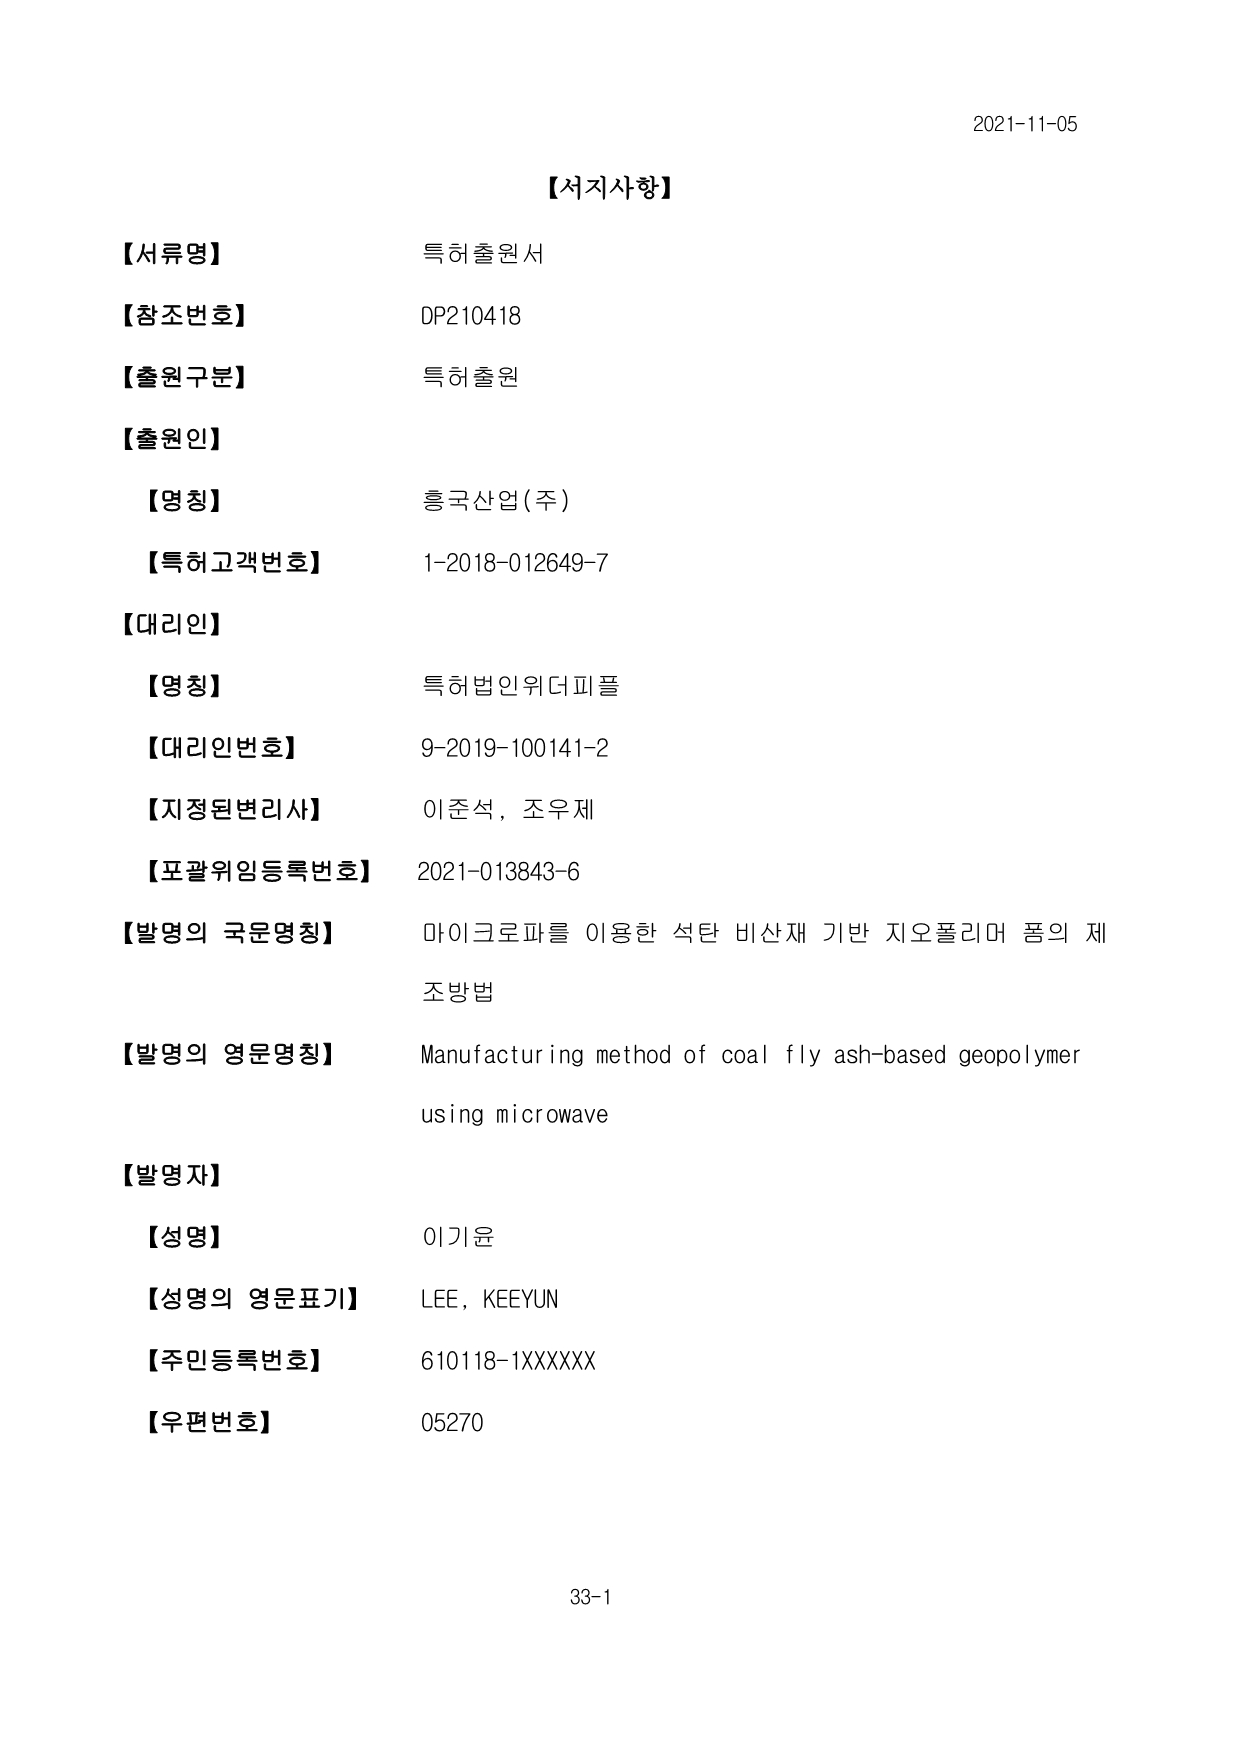 2021-11-05
【서지사항】
【서류명】 특허출원서
【참조번호】 DP210418
【출원구분】 특허출원
【출원인】
【명칭】 흥국산업(주)
【특허고객번호】 1-2018-012649-7
【대리인】
【명칭】 특허법인위더피플
【대리인번호】 9-2019-100141-2
【지정된변리사】 이준석, 조우제
【포괄위임등록번호】 2021-013843-6
【발명의 국문명칭】 마이크로파를 이용한 석탄 비산재 기반 지오폴리머 폼의 제
조방법
【발명의 영문명칭】 Manufacturing method of coal fly ash-based geopolymer
using microwave
【발명자】
【성명】 이기윤
【성명의 영문표기】 LEE, KEEYUN
【주민등록번호】 610118-1XXXXXX
【우편번호】 05270
33-1